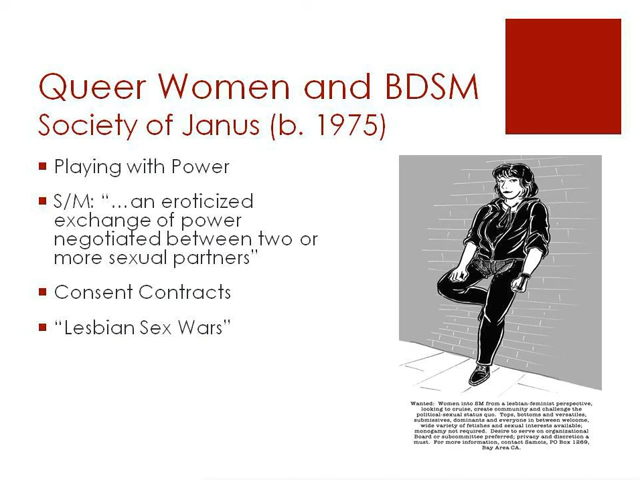 Queer Women and BDSM
Society of Janus (b. 1975)
Playing with Power
S/M: “…an eroticized
exchange of power
negotiated between two or
more sexual partners”
Consent Contracts
“Lesbian Sex Wars”
Wanted: Women into SM from a lesbian-feminist perspective,
looking to cruise, create community and challenge the
political-sexual status quo. Tops, bottoms and versatiles,
submissives, dominants and everyone in between welcome,
wide variety of fetishes and sexual interests available;
monogamy not required. Desire to serve on organizational
Board or subcommittee preferred; privacy and discretion a
must. For more information, contact Samois, PO Box 1269,
Bay Area CA.